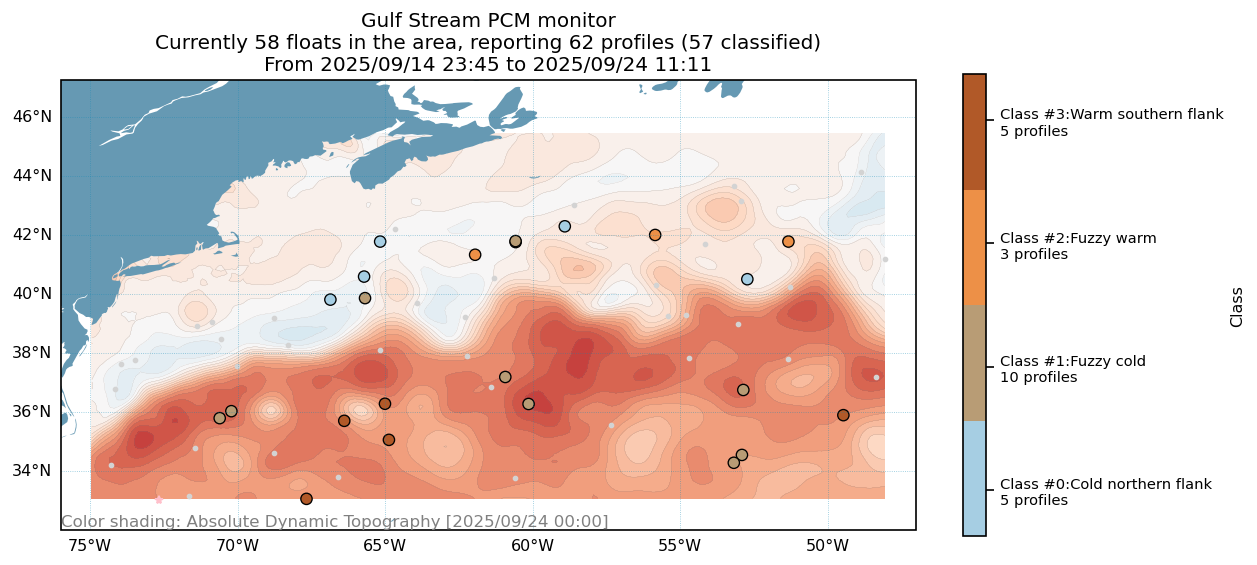 Gulf Stream PCM monitor
Currently 58 floats in the area, reporting 62 profiles (57 classified)
From 2025/09/14 23:45 to 2025/09/24 11:11
46°N
44°N
42°N
40°N
38°N
36°N
34°N
Color shading: Absolute Dynamic Topography [2025/09/24 00:00]
75°W
70°W
65°W
60°W
55°W
50°W
Class #3:Warm southern flank
5 profiles
Class #2:Fuzzy warm
3 profiles
Class #1:Fuzzy cold
10 profiles
Class #0:Cold northern flank
5 profiles
Class